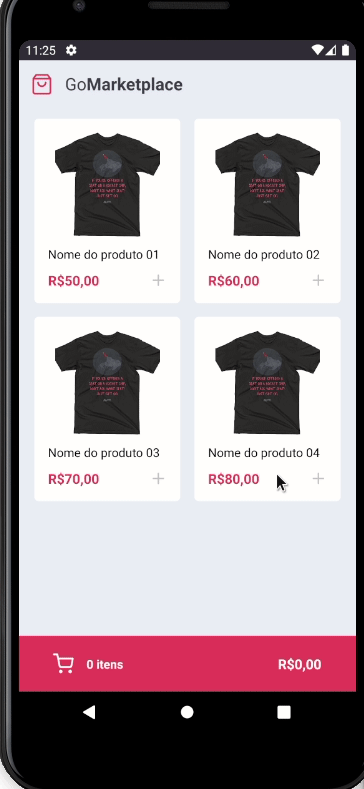 11:25
GoMarketplace
Nome do produto 01
Nome do produto 02
R$50,00 +
R$60,00 +
Nome do produto 03
Nome do produto 04
R$70,00 +
R$80,00 +
0 itens
R$0,00